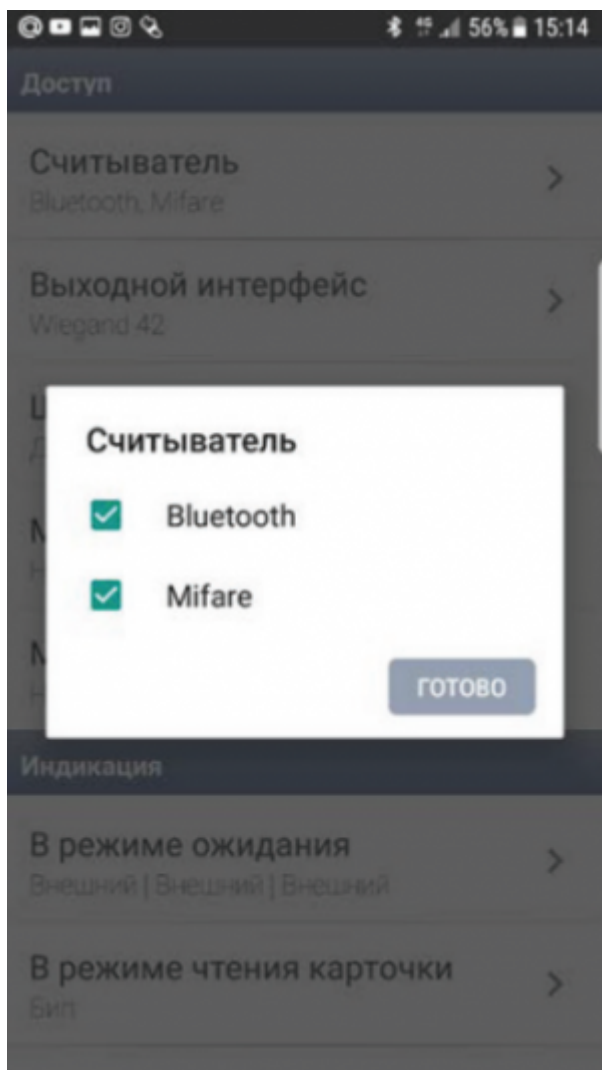 4G 56% 15:14
Доступ
Считыватель
Bluetooth, Mifare
Выходной интерфейс
Wiegand 42
Считыватель
Bluetooth
Mifare
ГОТОВО
Индикация
В режиме ожидания
Внешний | Внешний | Внешний
В режиме чтения карточки
Бип